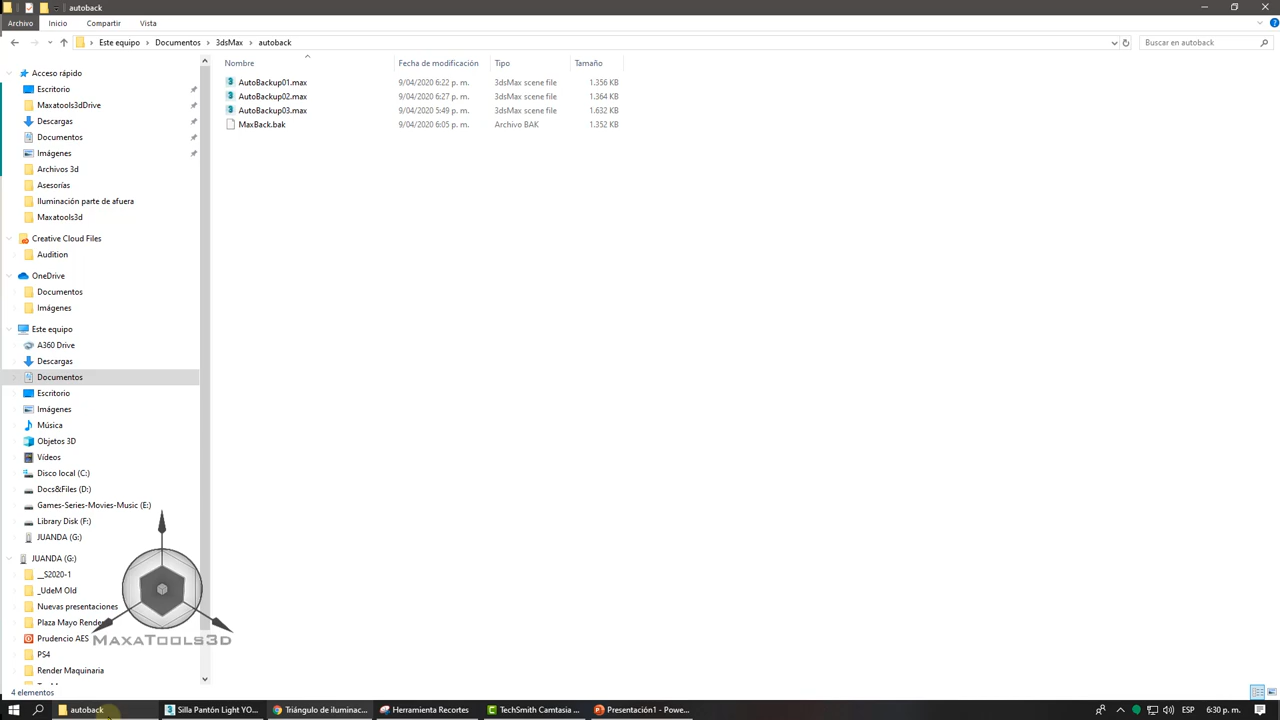 autoback
Archivo Inicio Compartir Vista
Este equipo > Documentos > 3dsMax > autoback
Buscar en autoback
Nombre Fecha de modificación Tipo Tamaño
AutoBackup01.max 9/04/2020 6:22 p. m. 3dsMax scene file 1.356 KB
AutoBackup02.max 9/04/2020 6:27 p. m. 3dsMax scene file 1.364 KB
AutoBackup03.max 9/04/2020 5:49 p. m. 3dsMax scene file 1.632 KB
MaxBack.bak 9/04/2020 6:05 p. m. Archivo BAK 1.352 KB
Acceso rápido
Escritorio
Maxatools3dDrive
Descargas
Documentos
Imágenes
Archivos 3d
Asesorías
Iluminación parte de afuera
Maxatools3d
Creative Cloud Files
Audition
OneDrive
Documentos
Imágenes
Este equipo
A360 Drive
Descargas
Documentos
Escritorio
Imágenes
Música
Objetos 3D
Vídeos
Disco local (C:)
Docs&Files (D:)
Games-Series-Movies-Music (E:)
Library Disk (F:)
JUANDA (G:)
JUANDA (G:)
__S2020-1
_UdeM Old
Nuevas presentaciones
Plaza Mayo Render
Prudencio AES
MaxaTools3D
PS4
Render Maquinaria
4 elementos
autoback
Silla Pantón Light YO...
Triángulo de iluminac...
Herramienta Recortes
TechSmith Camtasia ...
Presentación1 - Powe...
ESP 6:30 p. m.